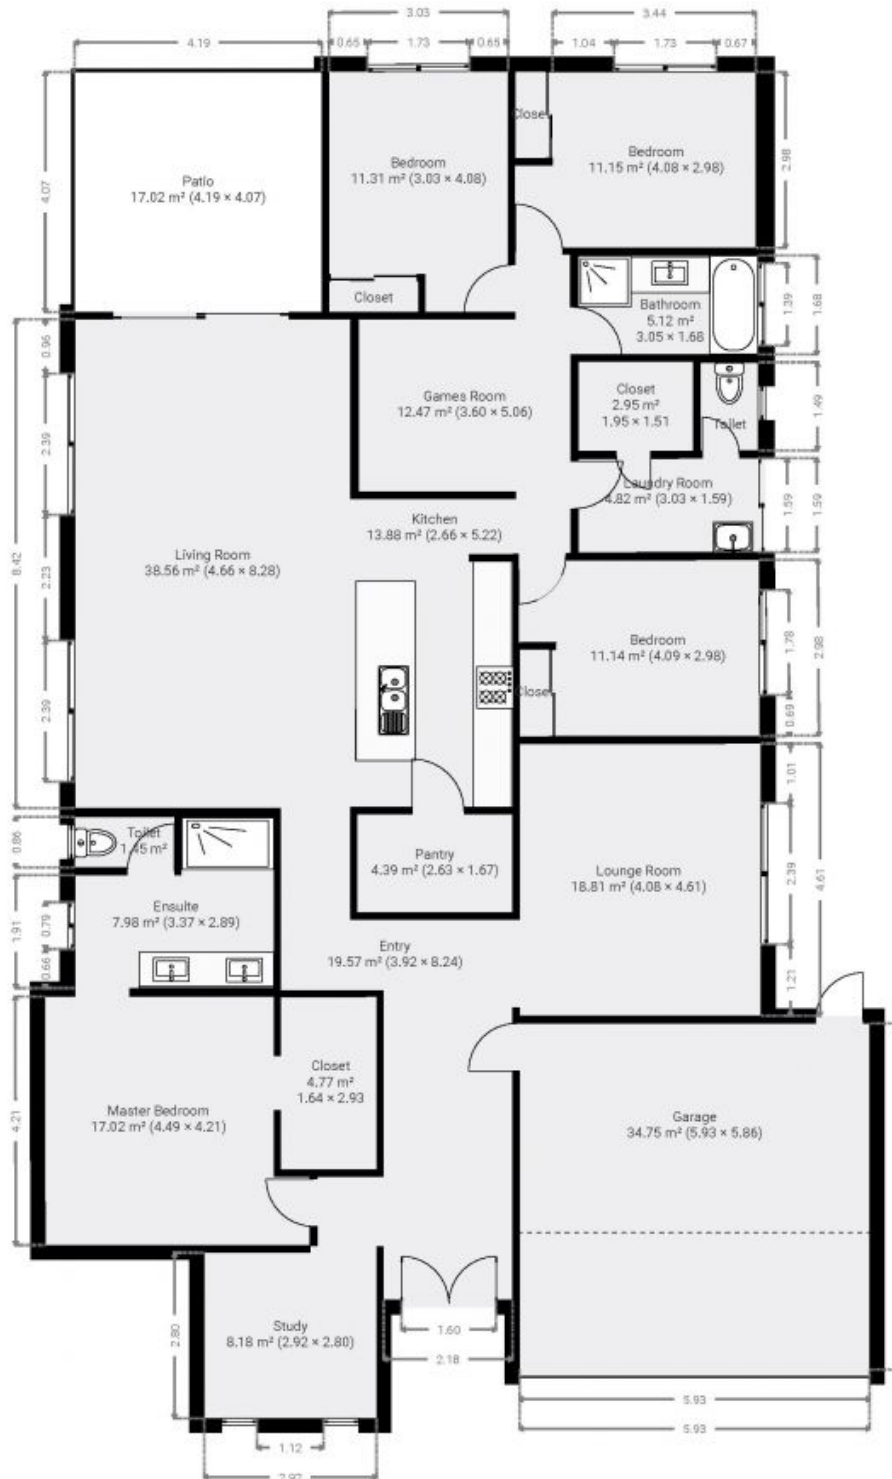 3.03
3.44
4.19
0.65
1.73
0.65
1.04
1.73
0.67
Bedroom
11.31 m² (3.03 × 4.08)
Closet
Bedroom
11.15 m² (4.08 × 2.98)
2.98
Patio
17.02 m² (4.19 × 4.07)
4.07
Closet
Bathroom
5.12 m²
3.05 × 1.68
1.39
1.68
0.96
Games Room
12.47 m² (3.60 × 5.06)
Closet
2.95 m²
1.95 × 1.51
Toilet
1.49
2.39
Laundry Room
4.82 m² (3.03 × 1.59)
1.59
1.59
Kitchen
13.88 m² (2.66 × 5.22)
Living Room
38.56 m² (4.66 × 8.28)
8.42
2.23
Bedroom
11.14 m² (4.09 × 2.98)
1.78
2.98
Closet
0.69
2.39
1.01
Toilet
1.45 m²
0.86
Pantry
4.39 m² (2.63 × 1.67)
Lounge Room
18.81 m² (4.08 × 4.61)
2.39
4.61
Ensuite
7.98 m² (3.37 × 2.89)
1.91
0.79
0.66
Entry
19.57 m² (3.92 × 8.24)
1.21
Closet
4.77 m²
1.64 × 2.93
Master Bedroom
17.02 m² (4.49 × 4.21)
4.21
Garage
34.75 m² (5.93 × 5.86)
Study
8.18 m² (2.92 × 2.80)
2.80
1.60
2.18
5.93
5.93
1.12
2.92